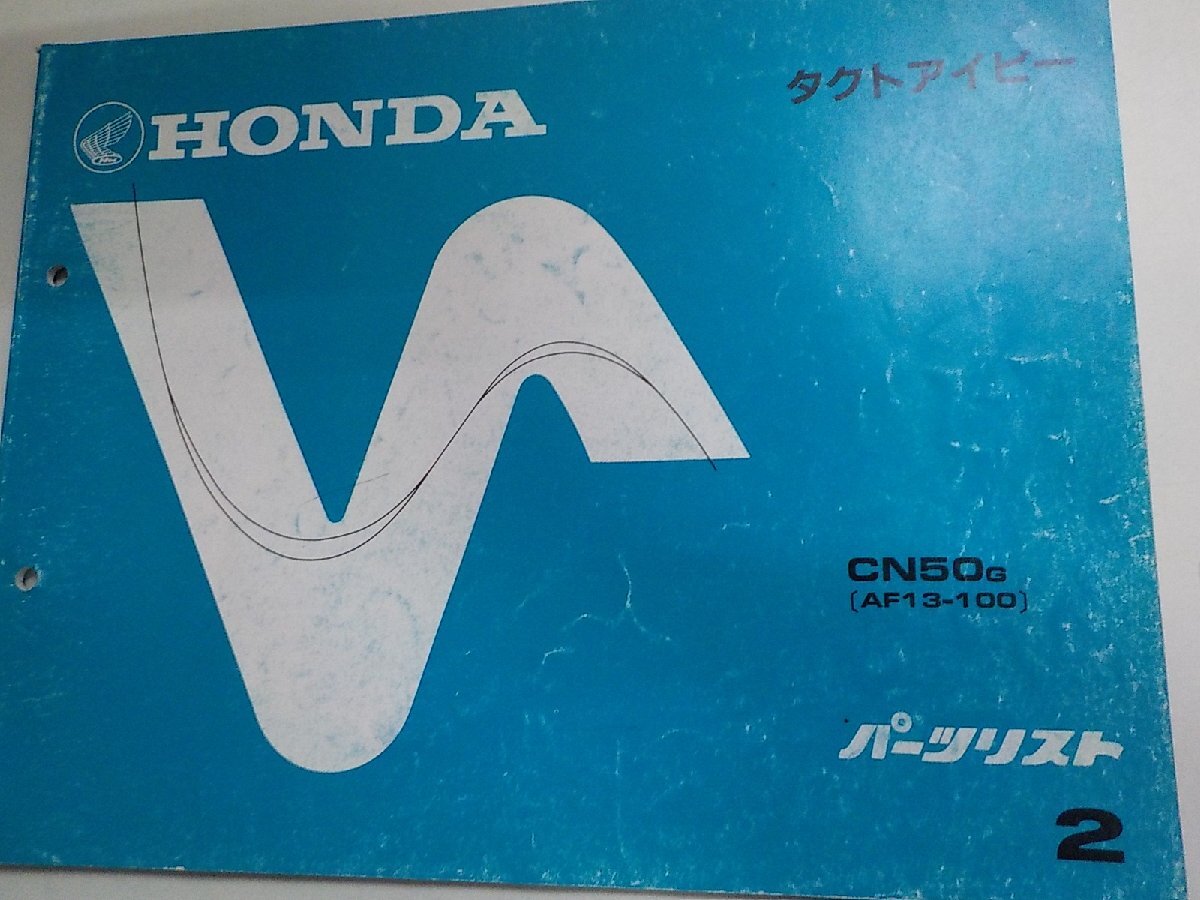 タクトアイビー
HONDA
CN50G
(AF13-100)
パーツリスト
2